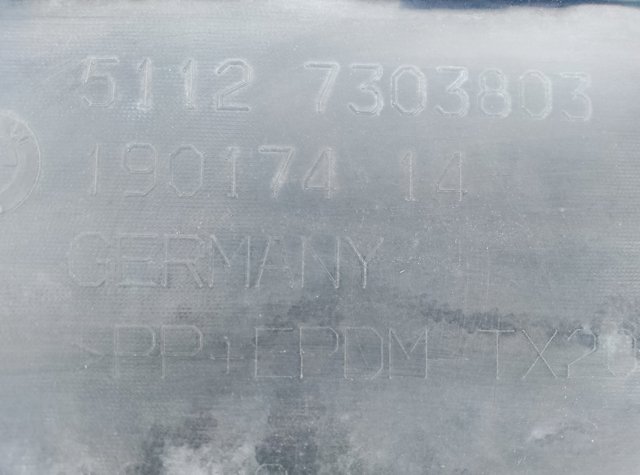 5112 7303803
190174 14
GERMANY
>PP+EPDM-TX20